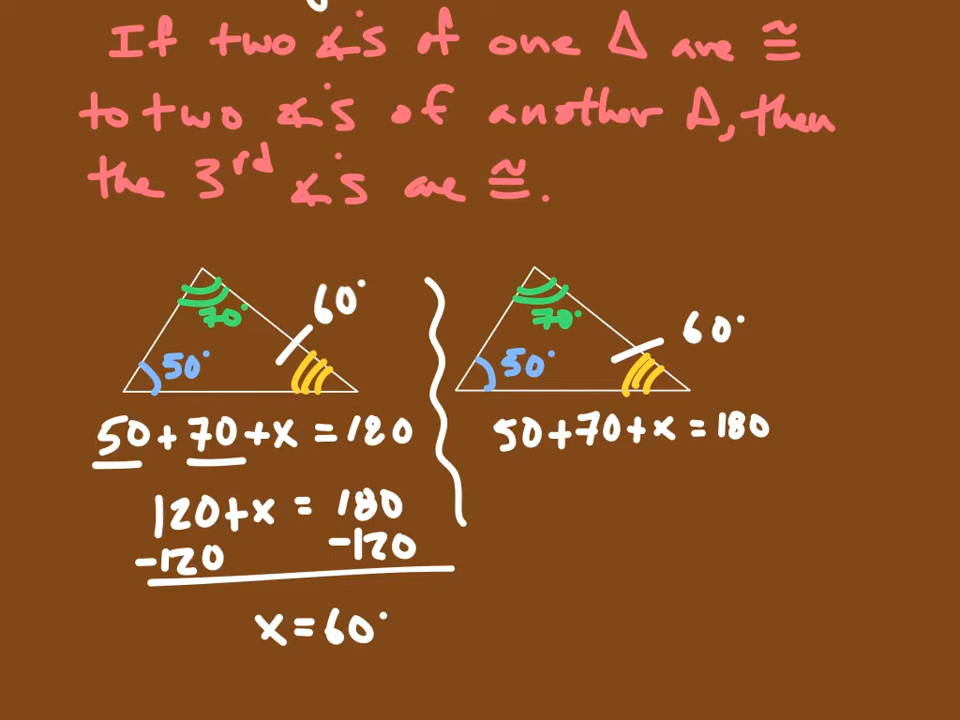 If two ∡'s of one Δ are ≅
to two ∡'s of another Δ, then
the 3rd ∡'s are ≅.
60°
70°
50°
50+70+x=120
120+x = 180
-120 -120
x=60°
60°
70°
50°
50+70+x=180